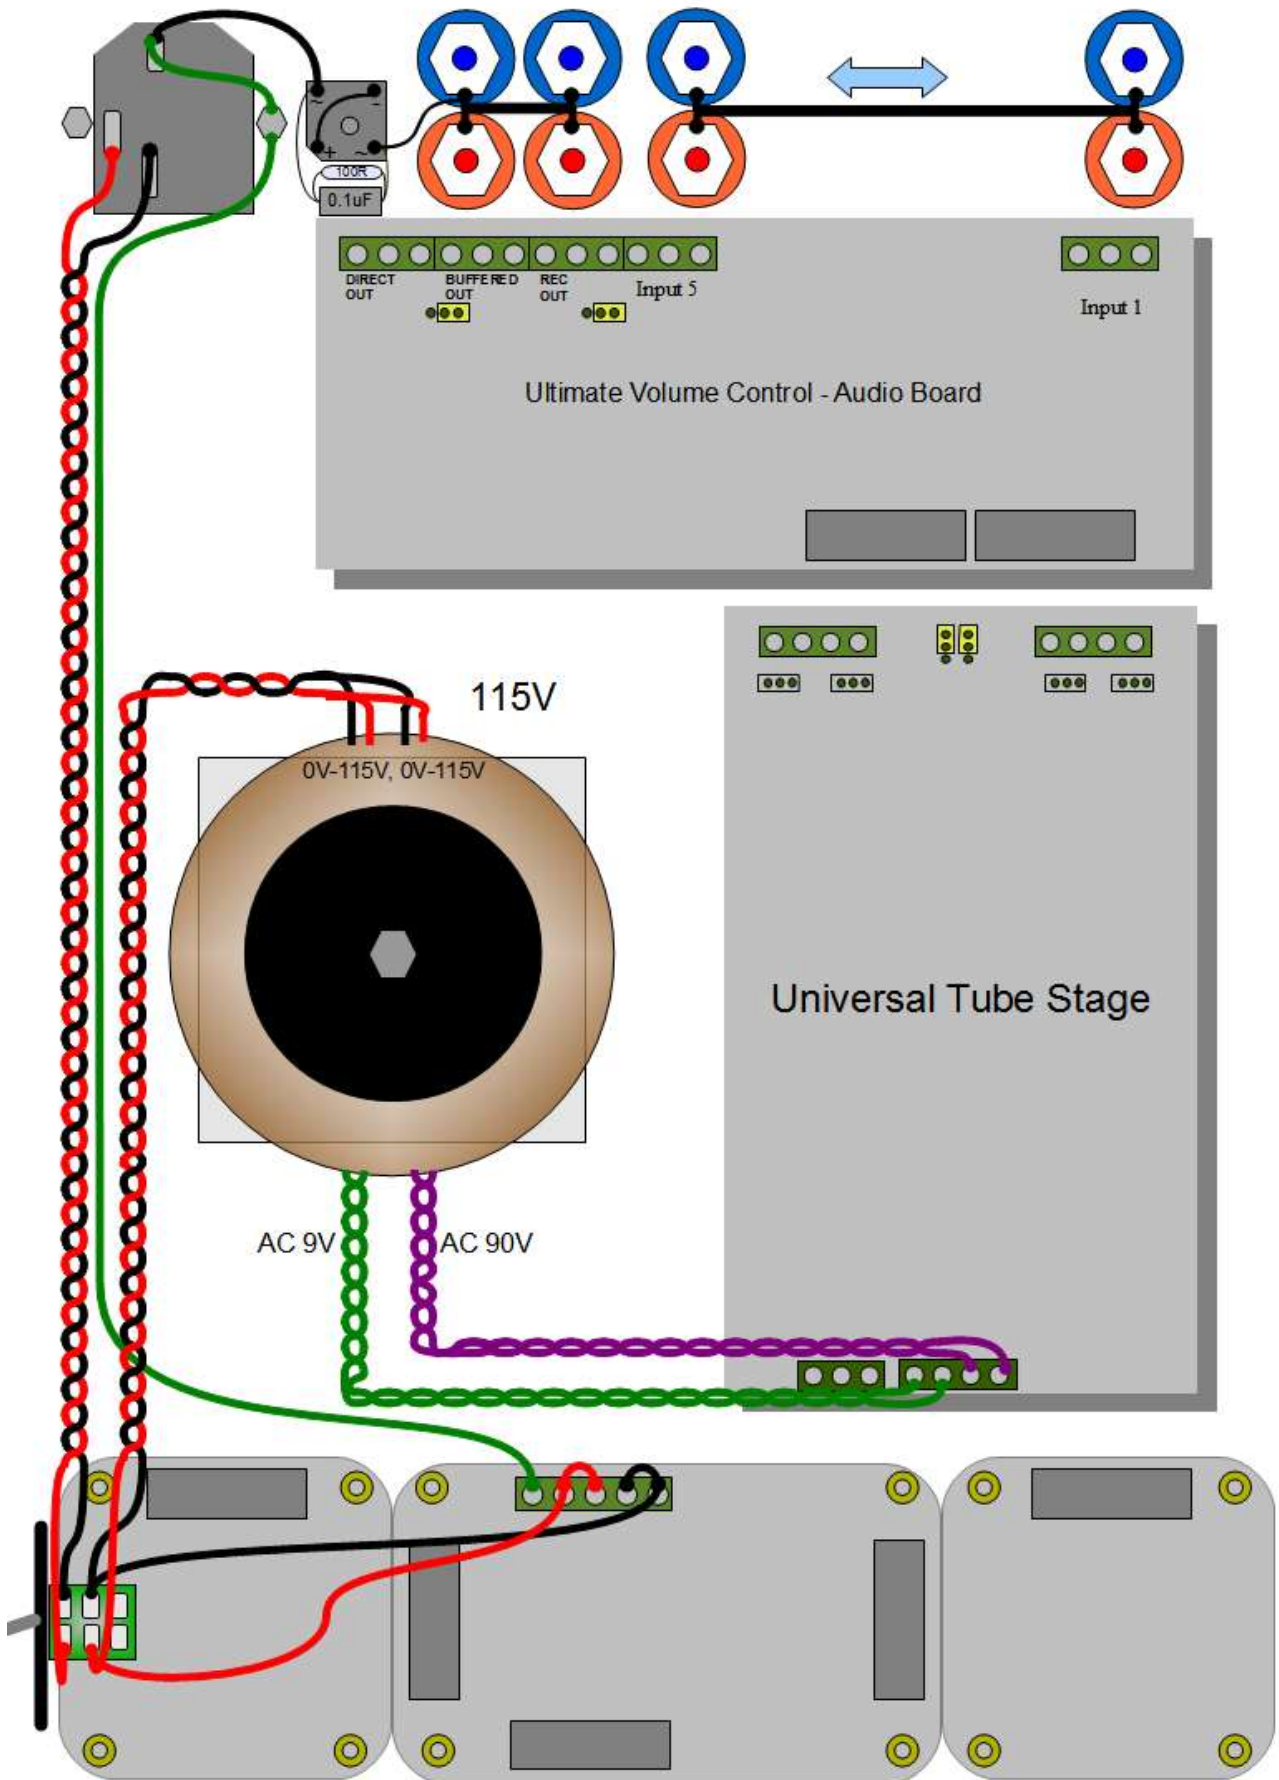 ~
-
+
~
100R
0.1uF
DIRECT
OUT
BUFFERED
OUT
REC
OUT
Input 5
Input 1
Ultimate Volume Control - Audio Board
115V
0V-115V, 0V-115V
Universal Tube Stage
AC 9V
AC 90V